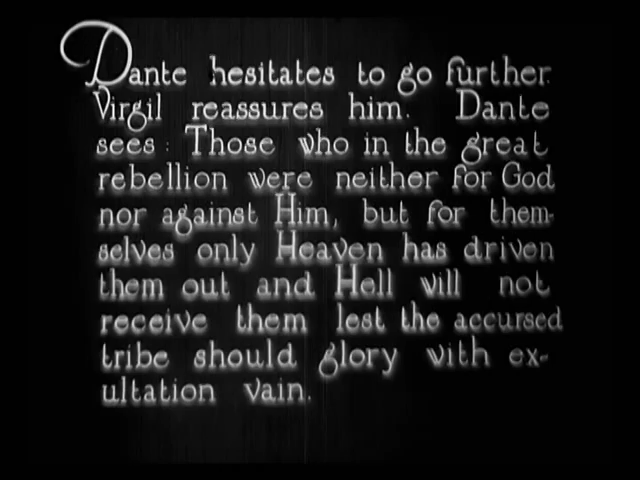 Dante hesitates to go further.
Virgil reassures him. Dante
sees: Those who in the great
rebellion were neither for God
nor against Him, but for them-
selves only Heaven has driven
them out and Hell will not
receive them lest the accursed
tribe should glory with ex-
ultation vain.